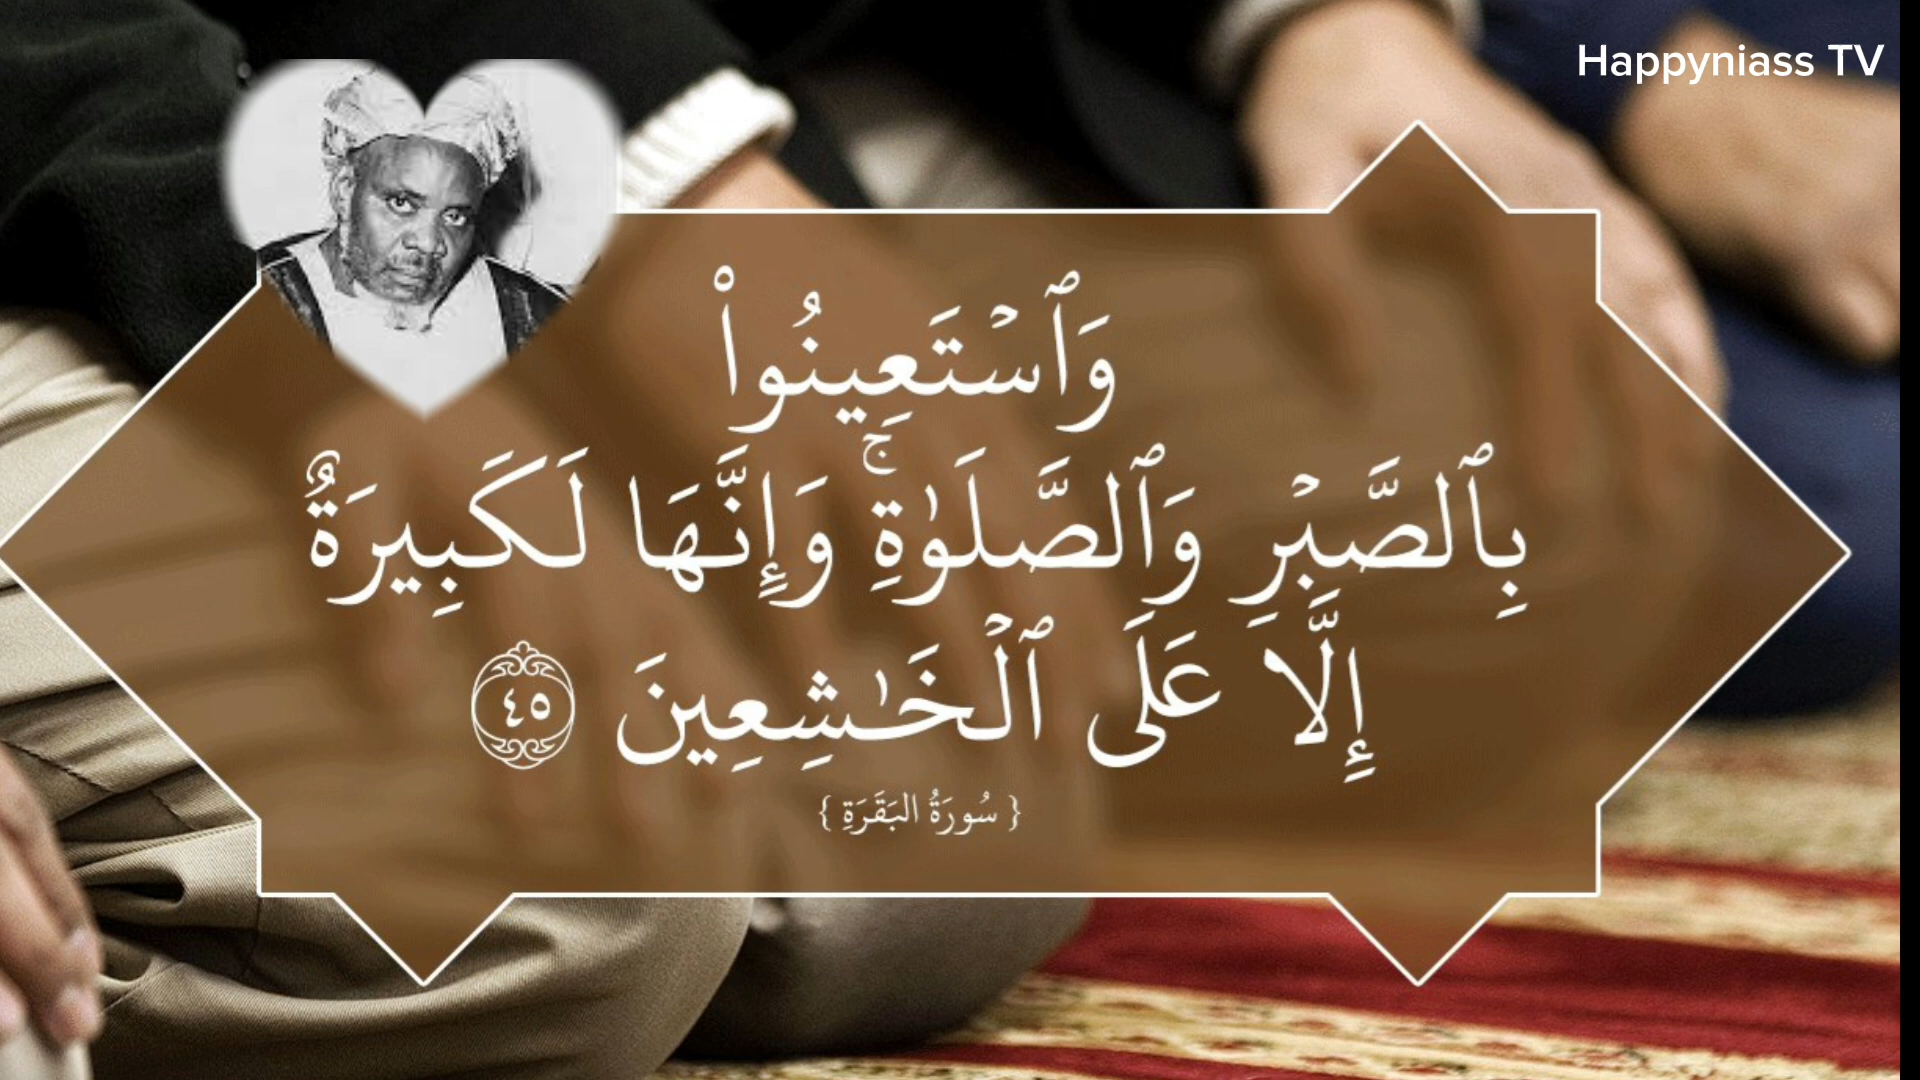 Happyniass TV
وَٱسۡتَعِينُواْ
بِٱلصَّبۡرِ وَٱلصَّلَوٰةِۚ وَإِنَّهَا لَكَبِيرَةٌ
إِلَّا عَلَى ٱلۡخَٰشِعِينَ ٤٥
{ سُورَةُ البَقَرَةِ }